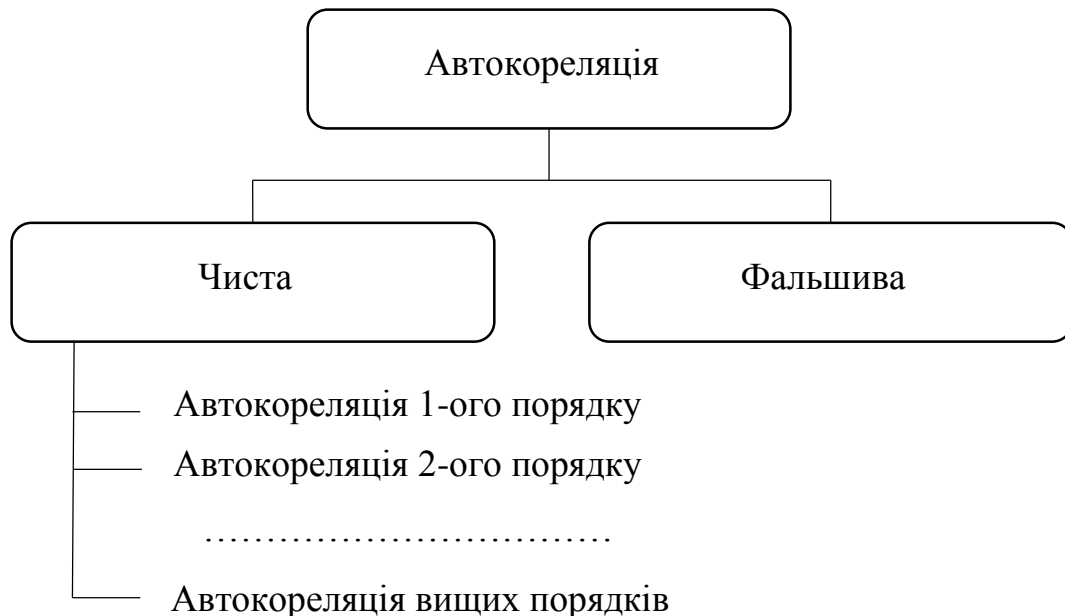 Автокореляція
Чиста
Фальшива
Автокореляція 1-ого порядку
Автокореляція 2-ого порядку
……………………………
Автокореляція вищих порядків